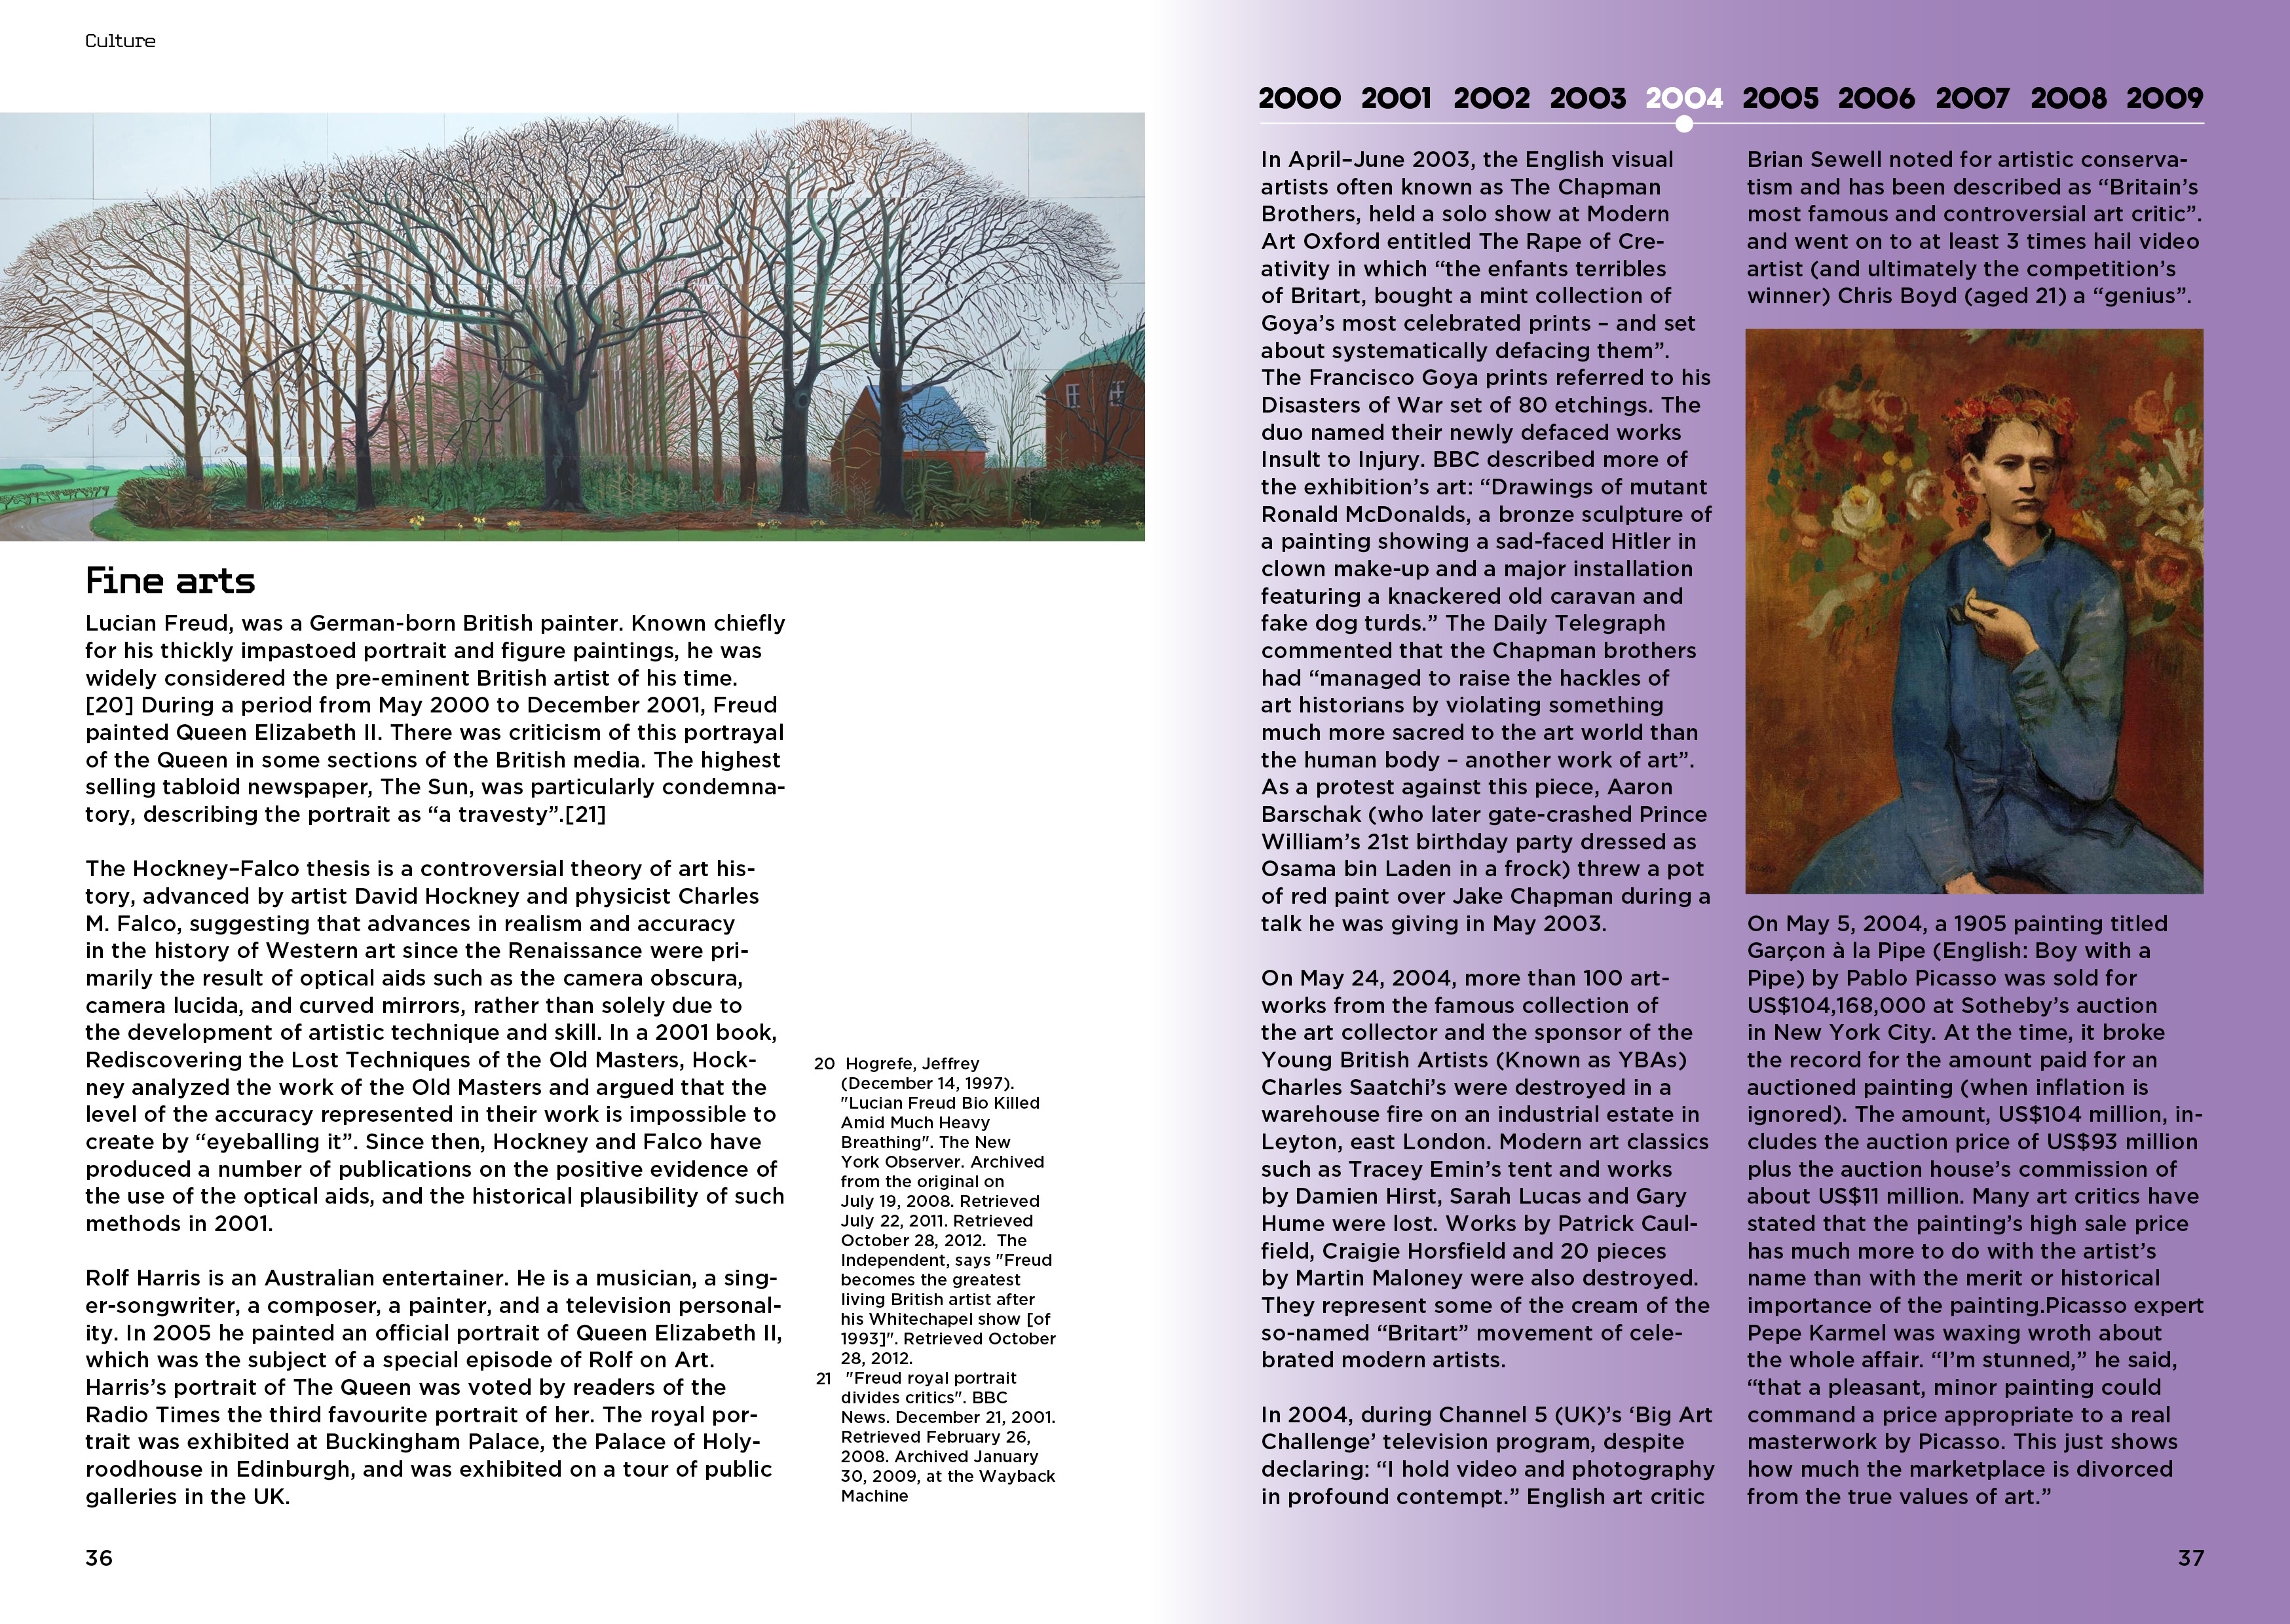 Culture
Fine arts
Lucian Freud, was a German-born British painter. Known chiefly
for his thickly impastoed portrait and figure paintings, he was
widely considered the pre-eminent British artist of his time.
[20] During a period from May 2000 to December 2001, Freud
painted Queen Elizabeth II. There was criticism of this portrayal
of the Queen in some sections of the British media. The highest
selling tabloid newspaper, The Sun, was particularly condemna-
tory, describing the portrait as “a travesty”.[21]
The Hockney–Falco thesis is a controversial theory of art his-
tory, advanced by artist David Hockney and physicist Charles
M. Falco, suggesting that advances in realism and accuracy
in the history of Western art since the Renaissance were pri-
marily the result of optical aids such as the camera obscura,
camera lucida, and curved mirrors, rather than solely due to
the development of artistic technique and skill. In a 2001 book,
Rediscovering the Lost Techniques of the Old Masters, Hock-
ney analyzed the work of the Old Masters and argued that the
level of the accuracy represented in their work is impossible to
create by “eyeballing it”. Since then, Hockney and Falco have
produced a number of publications on the positive evidence of
the use of the optical aids, and the historical plausibility of such
methods in 2001.
Rolf Harris is an Australian entertainer. He is a musician, a sing-
er-songwriter, a composer, a painter, and a television personal-
ity. In 2005 he painted an official portrait of Queen Elizabeth II,
which was the subject of a special episode of Rolf on Art.
Harris’s portrait of The Queen was voted by readers of the
Radio Times the third favourite portrait of her. The royal por-
trait was exhibited at Buckingham Palace, the Palace of Holy-
roodhouse in Edinburgh, and was exhibited on a tour of public
galleries in the UK.
20 Hogrefe, Jeffrey
(December 14, 1997).
"Lucian Freud Bio Killed
Amid Much Heavy
Breathing". The New
York Observer. Archived
from the original on
July 19, 2008. Retrieved
July 22, 2011. Retrieved
October 28, 2012. The
Independent, says "Freud
becomes the greatest
living British artist after
his Whitechapel show [of
1993]". Retrieved October
28, 2012.
21 "Freud royal portrait
divides critics". BBC
News. December 21, 2001.
Retrieved February 26,
2008. Archived January
30, 2009, at the Wayback
Machine
36
2000 2001 2002 2003 2004 2005 2006 2007 2008 2009
In April–June 2003, the English visual
artists often known as The Chapman
Brothers, held a solo show at Modern
Art Oxford entitled The Rape of Cre-
ativity in which “the enfants terribles
of Britart, bought a mint collection of
Goya’s most celebrated prints – and set
about systematically defacing them”.
The Francisco Goya prints referred to his
Disasters of War set of 80 etchings. The
duo named their newly defaced works
Insult to Injury. BBC described more of
the exhibition’s art: “Drawings of mutant
Ronald McDonalds, a bronze sculpture of
a painting showing a sad-faced Hitler in
clown make-up and a major installation
featuring a knackered old caravan and
fake dog turds.” The Daily Telegraph
commented that the Chapman brothers
had “managed to raise the hackles of
art historians by violating something
much more sacred to the art world than
the human body – another work of art”.
As a protest against this piece, Aaron
Barschak (who later gate-crashed Prince
William’s 21st birthday party dressed as
Osama bin Laden in a frock) threw a pot
of red paint over Jake Chapman during a
talk he was giving in May 2003.
On May 24, 2004, more than 100 art-
works from the famous collection of
the art collector and the sponsor of the
Young British Artists (Known as YBAs)
Charles Saatchi’s were destroyed in a
warehouse fire on an industrial estate in
Leyton, east London. Modern art classics
such as Tracey Emin’s tent and works
by Damien Hirst, Sarah Lucas and Gary
Hume were lost. Works by Patrick Caul-
field, Craigie Horsfield and 20 pieces
by Martin Maloney were also destroyed.
They represent some of the cream of the
so-named “Britart” movement of cele-
brated modern artists.
In 2004, during Channel 5 (UK)’s ‘Big Art
Challenge’ television program, despite
declaring: “I hold video and photography
in profound contempt.” English art critic
Brian Sewell noted for artistic conserva-
tism and has been described as “Britain’s
most famous and controversial art critic”.
and went on to at least 3 times hail video
artist (and ultimately the competition’s
winner) Chris Boyd (aged 21) a “genius”.
On May 5, 2004, a 1905 painting titled
Garçon à la Pipe (English: Boy with a
Pipe) by Pablo Picasso was sold for
US$104,168,000 at Sotheby’s auction
in New York City. At the time, it broke
the record for the amount paid for an
auctioned painting (when inflation is
ignored). The amount, US$104 million, in-
cludes the auction price of US$93 million
plus the auction house’s commission of
about US$11 million. Many art critics have
stated that the painting’s high sale price
has much more to do with the artist’s
name than with the merit or historical
importance of the painting.Picasso expert
Pepe Karmel was waxing wroth about
the whole affair. “I’m stunned,” he said,
“that a pleasant, minor painting could
command a price appropriate to a real
masterwork by Picasso. This just shows
how much the marketplace is divorced
from the true values of art.”
37